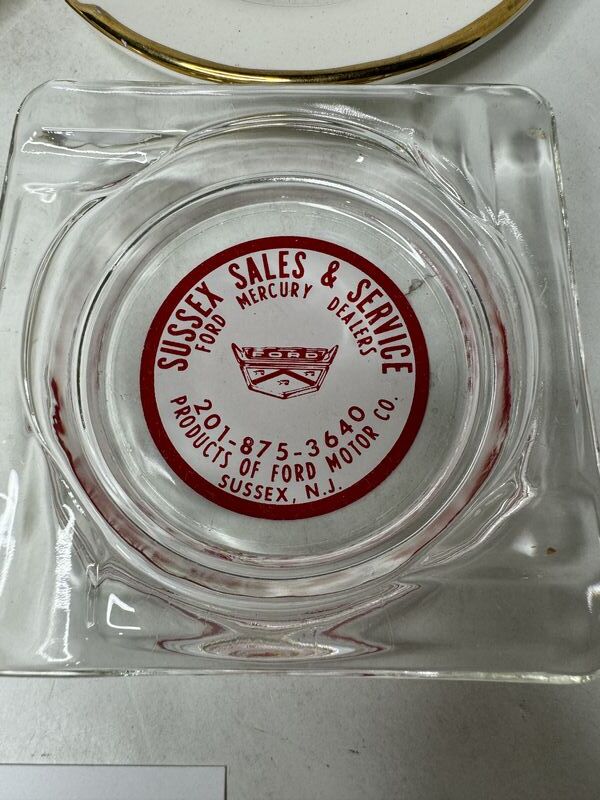 SUSSEX SALES & SERVICE
FORD MERCURY DEALERS
FORD
201-875-3640
PRODUCTS OF FORD MOTOR CO.
SUSSEX, N.J.